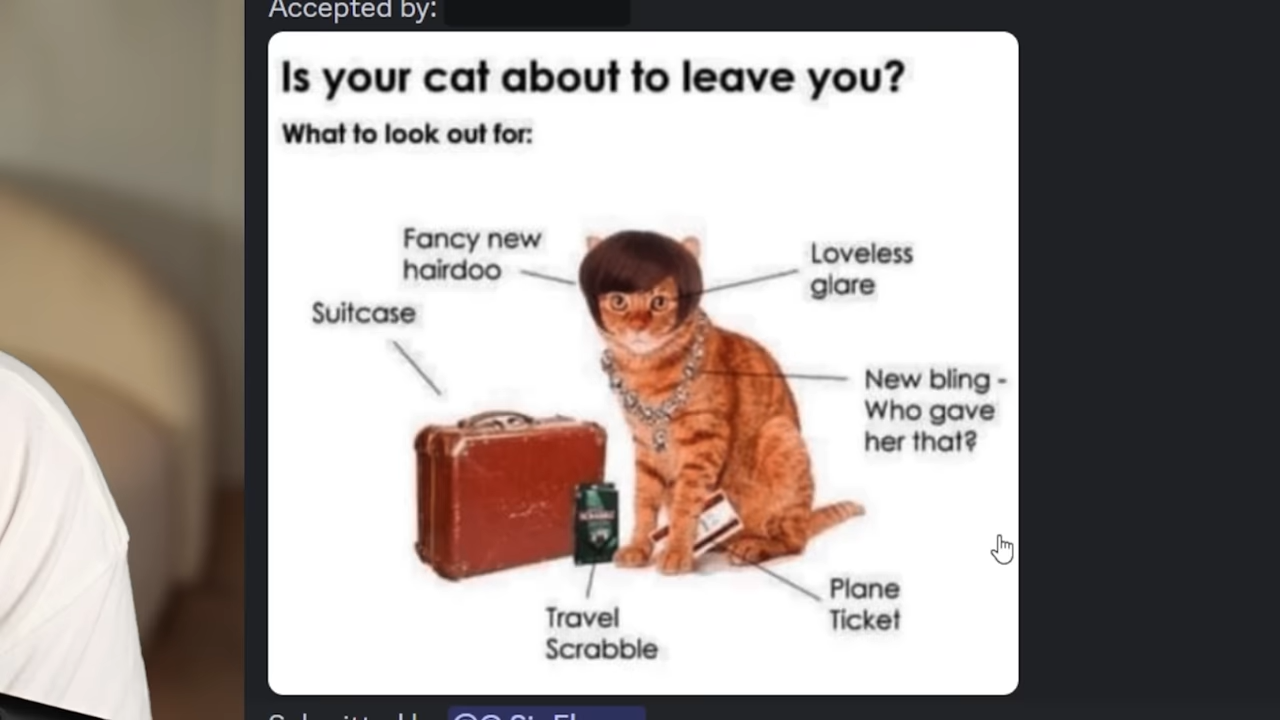 Accepted by:
Is your cat about to leave you?
What to look out for:
Fancy new
hairdoo
Loveless
glare
Suitcase
New bling -
Who gave
her that?
SCRABBLE
Plane
Ticket
Travel
Scrabble